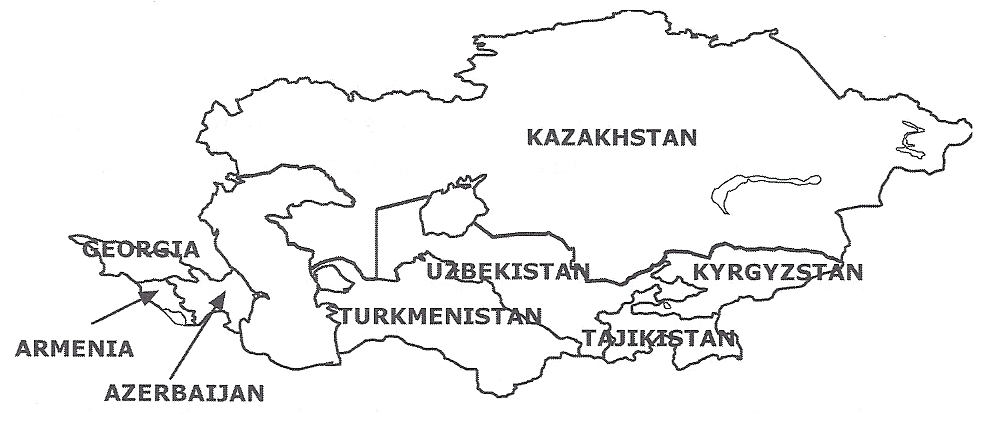 KAZAKHSTAN
GEORGIA
UZBEKISTAN
KYRGYZSTAN
TURKMENISTAN
TAJIKISTAN
ARMENIA
AZERBAIJAN